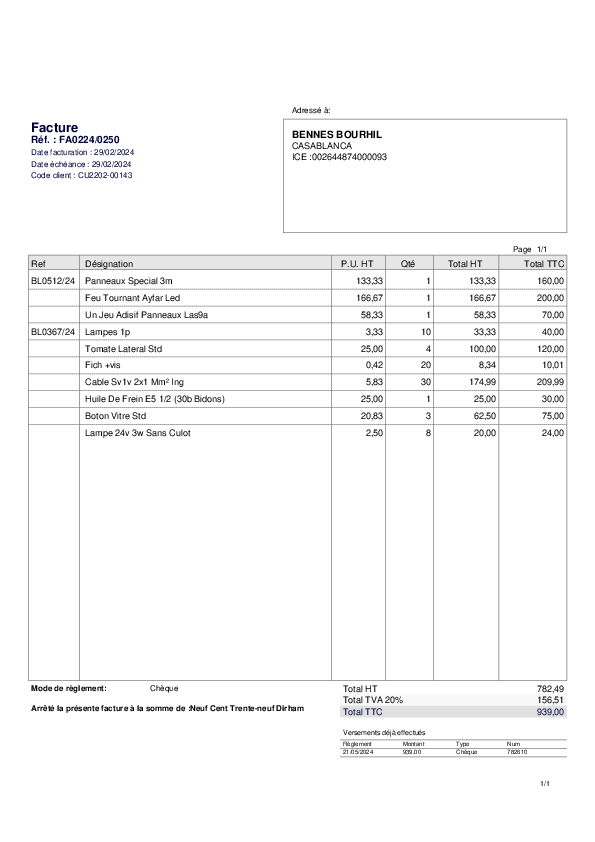 Adressé à:
Facture
Réf. : FA0224/0250
Date facturation : 29/02/2024
Date échéance : 29/02/2024
Code client : CU2202-00143
BENNES BOURHIL
CASABLANCA
ICE :002644874000093
Page 1/1
Ref Désignation P.U. HT Qté Total HT Total TTC
BL0512/24 Panneaux Special 3m 133,33 1 133,33 160,00
Feu Tournant Ayfar Led 166,67 1 166,67 200,00
Un Jeu Adisif Panneaux Las9a 58,33 1 58,33 70,00
BL0367/24 Lampes 1p 3,33 10 33,33 40,00
Tomate Lateral Std 25,00 4 100,00 120,00
Fich +vis 0,42 20 8,34 10,01
Cable Sv1v 2x1 Mm² Ing 5,83 30 174,99 209,99
Huile De Frein E5 1/2 (30b Bidons) 25,00 1 25,00 30,00
Boton Vitre Std 20,83 3 62,50 75,00
Lampe 24v 3w Sans Culot 2,50 8 20,00 24,00
Mode de règlement: Chèque
Arrêté la présente facture à la somme de :Neuf Cent Trente-neuf Dirham
Total HT 782,49
Total TVA 20% 156,51
Total TTC 939,00
Versements déjà effectués
Règlement Montant Type Num
21/05/2024 939,00 Chèque 782610
1/1